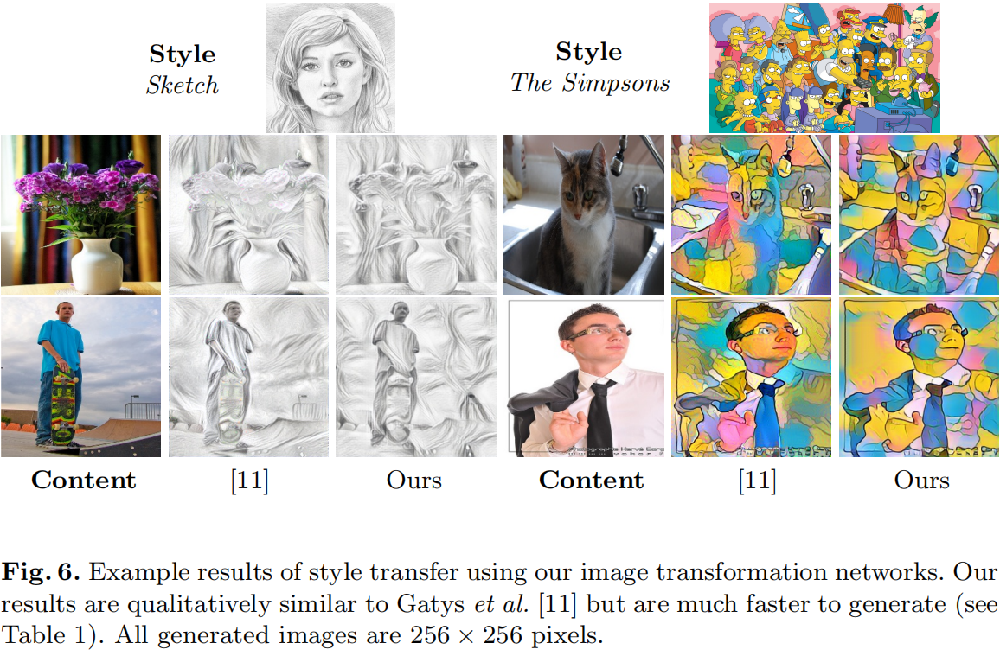 Style
Sketch
Style
The Simpsons
Content
[11]
Ours
Content
[11]
Ours
Fig. 6. Example results of style transfer using our image transformation networks. Our
results are qualitatively similar to Gatys et al. [11] but are much faster to generate (see
Table 1). All generated images are 256 × 256 pixels.